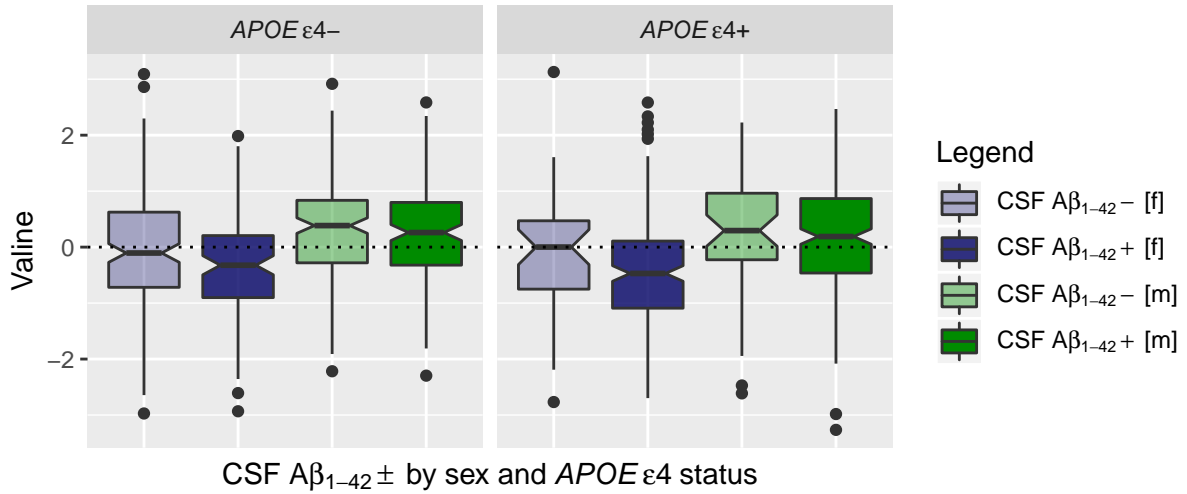 APOE ε4−
APOE ε4+
Valine
2
0
−2
Legend
CSF Aβ1−42− [f]
CSF Aβ1−42+ [f]
CSF Aβ1−42− [m]
CSF Aβ1−42+ [m]
CSF Aβ1−42± by sex and APOE ε4 status